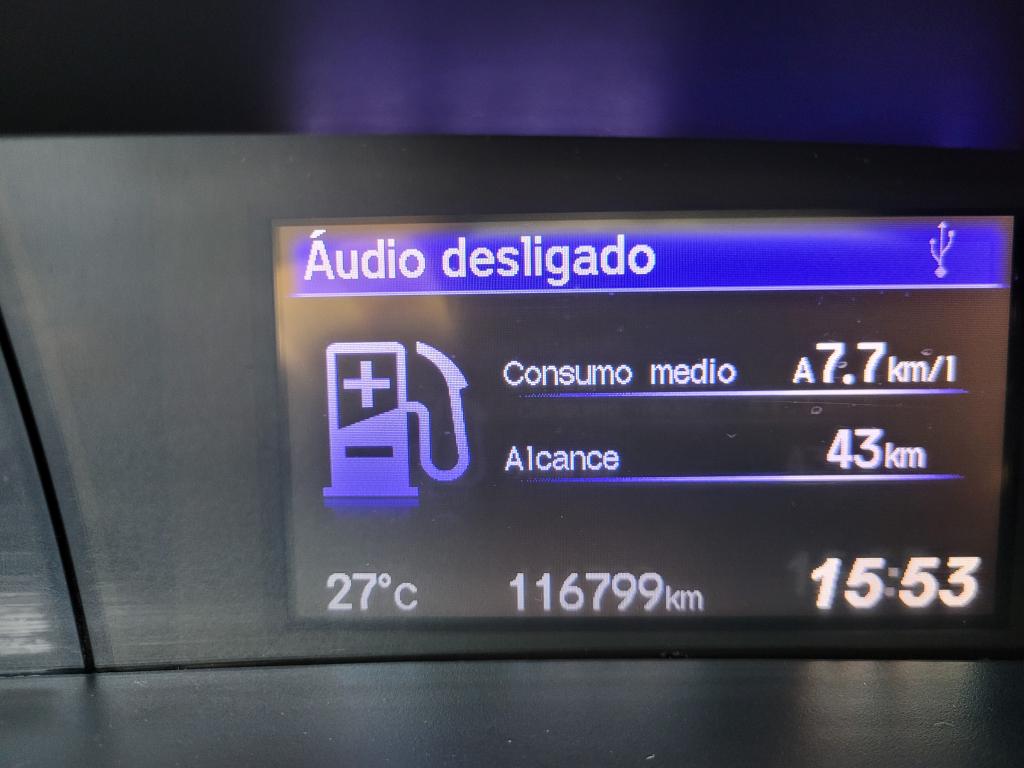 Áudio desligado
Consumo medio A7.7km/l
Alcance 43km
27°C 116799km 15:53